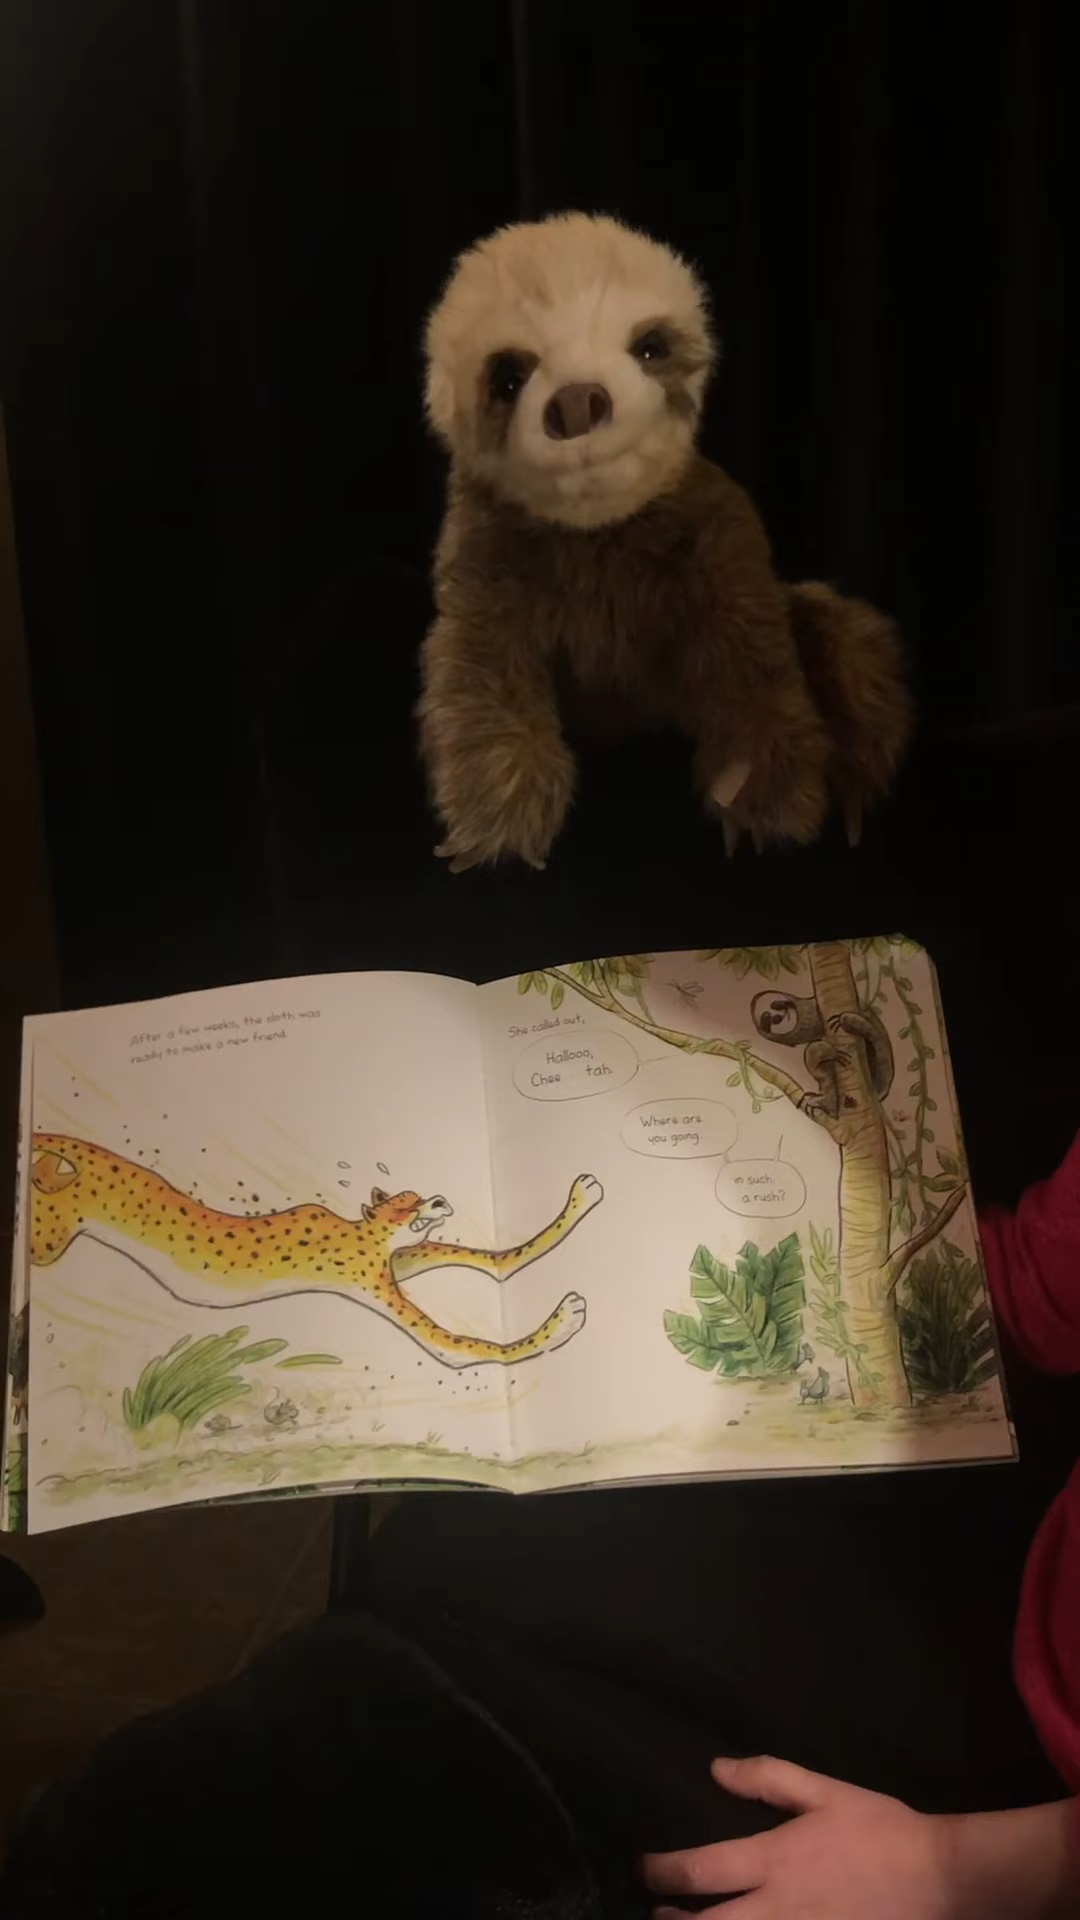 After a few weeks, the sloth was
ready to make a new friend.
She called out,
Hallooo,
Chee . . . tah.
Where are
you going
in such . . .
a rush?